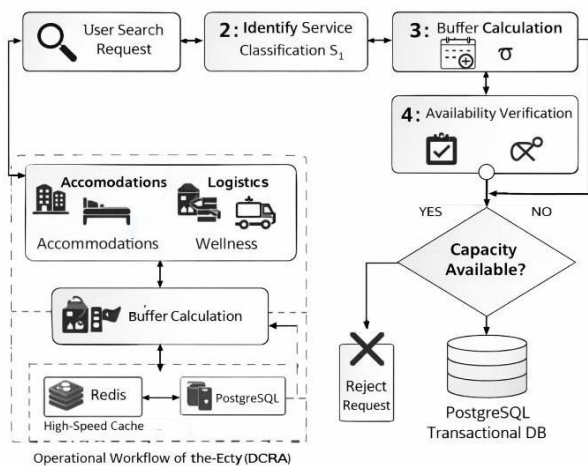 User Search
Request
2: Identify Service
Classification S1
3: Buffer Calculation
σ
4: Availability Verification
Accomodations
Logistics
Accommodations
Wellness
YES
NO
Capacity
Available?
Buffer Calculation
Reject
Request
Redis
PostgreSQL
High-Speed Cache
PostgreSQL
Transactional DB
Operational Workflow of the-Ecty (DCRA)